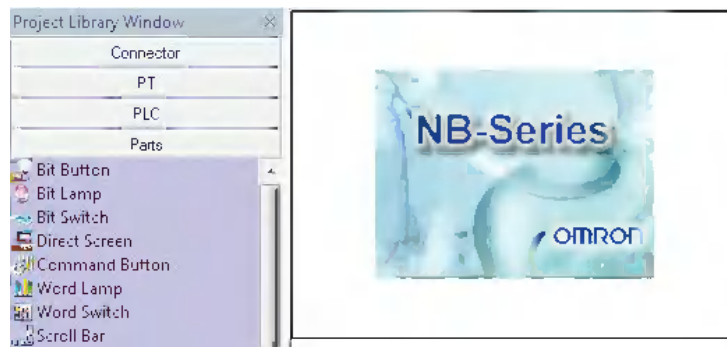 Project Library Window
Connector
PT
PLC
Parts
Bit Button
Bit Lamp
Bit Switch
Direct Screen
Command Button
Word Lamp
Word Switch
Scroll Bar
NB-Series
OMRON